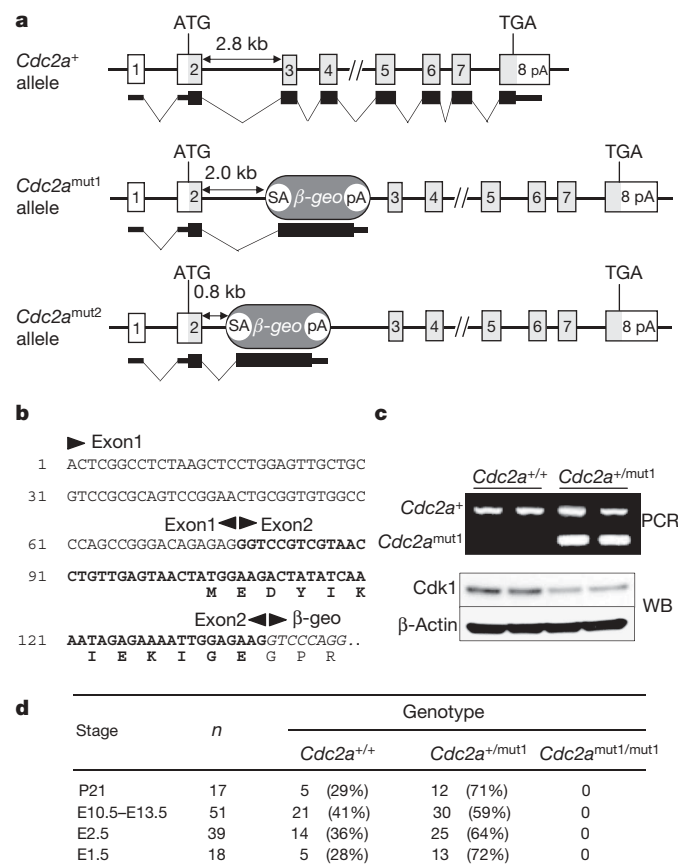 a
ATG TGA
2.8 kb
Cdc2a+ allele
1 2 3 4 // 5 6 7 8 pA
ATG TGA
2.0 kb
Cdc2amut1 allele
1 2 SA β-geo pA 3 4 // 5 6 7 8 pA
ATG TGA
0.8 kb
Cdc2amut2 allele
1 2 SA β-geo pA 3 4 // 5 6 7 8 pA
b
Exon1
1 ACTCGGCCTCTAAGCTCCTGGAGTTGCTGC
31 GTCCGCGCAGTCCGGAACTGCGGTGTGGCC
Exon1 Exon2
61 CCAGCCGGGACAGAGAGGGTCCGTCGTAAC
91 CTGTTGAGTAACTATGGAAGACTATATCAA
M E D Y I K
Exon2 β-geo
121 AATAGAGAAAATTGGAGAAGGTCCCAGG..
I E K I G E G P R
c
Cdc2a+/+ Cdc2a+/mut1
Cdc2a+
Cdc2amut1
PCR
Cdk1
β-Actin
WB
d
Stage n Genotype
Cdc2a+/+ Cdc2a+/mut1 Cdc2amut1/mut1
P21 17 5 (29%) 12 (71%) 0
E10.5–E13.5 51 21 (41%) 30 (59%) 0
E2.5 39 14 (36%) 25 (64%) 0
E1.5 18 5 (28%) 13 (72%) 0